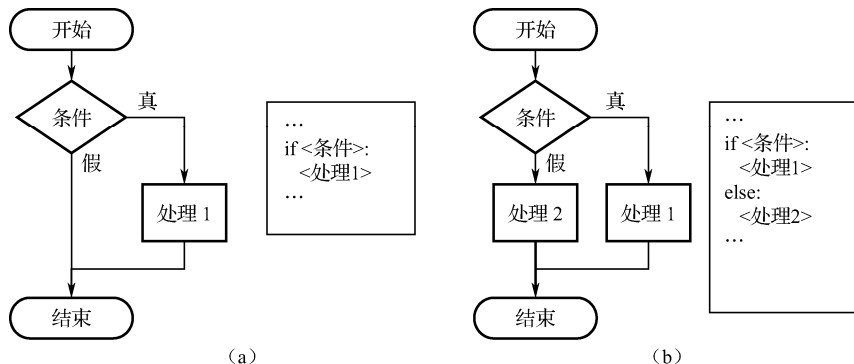 开始
条件
真
假
处理 1
结束
…
if <条件>:
<处理1>
…
(a)
开始
条件
真
假
处理 2
处理 1
结束
…
if <条件>:
<处理1>
else:
<处理2>
…
(b)